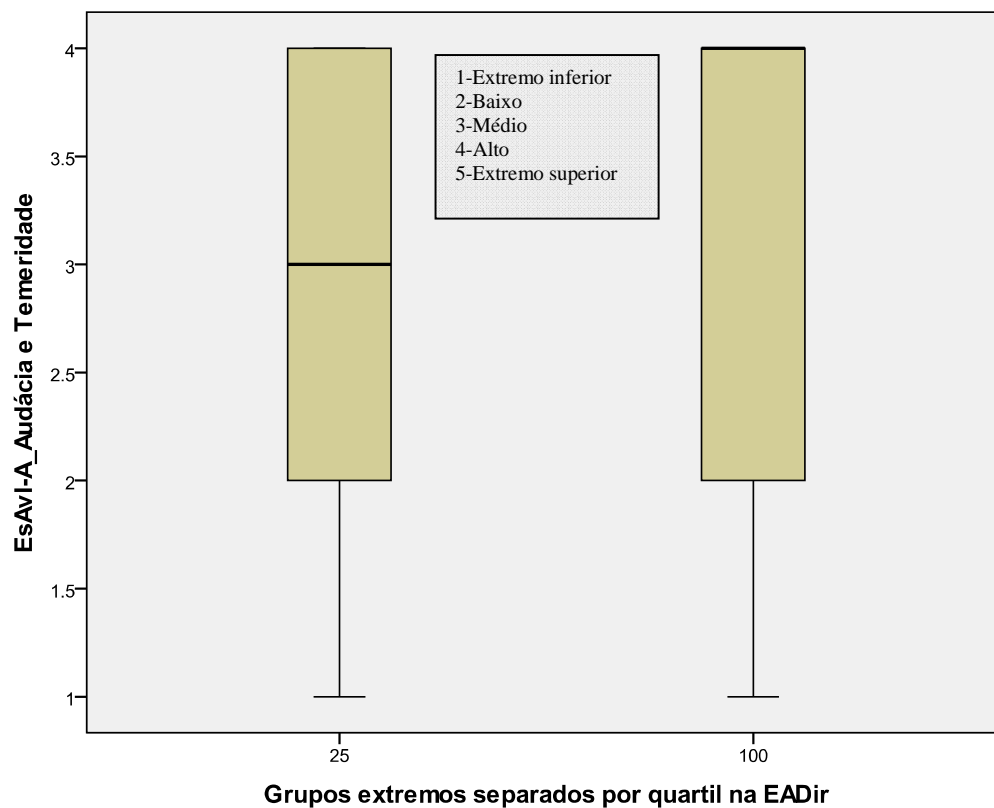 EsAvI-A_Audácia e Temeridade
4
3.5
3
2.5
2
1.5
1
1-Extremo inferior
2-Baixo
3-Médio
4-Alto
5-Extremo superior
25
100
Grupos extremos separados por quartil na EADir